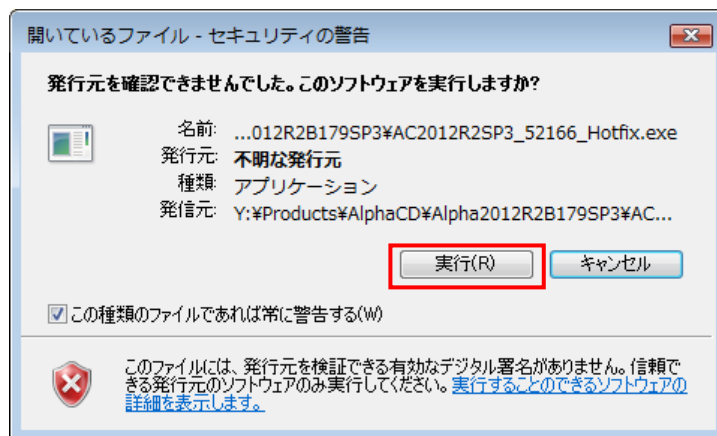 開いているファイル - セキュリティの警告
発行元を確認できませんでした。このソフトウェアを実行しますか?
名前: ...012R2B179SP3¥AC2012R2SP3_52166_Hotfix.exe
発行元: 不明な発行元
種類: アプリケーション
発信元: Y:¥Products¥AlphaCD¥Alpha2012R2B179SP3¥AC...
実行(R) キャンセル
この種類のファイルであれば常に警告する(W)
このファイルには、発行元を検証できる有効なデジタル署名がありません。信頼で
きる発行元のソフトウェアのみ実行してください。実行することのできるソフトウェアの
詳細を表示します。